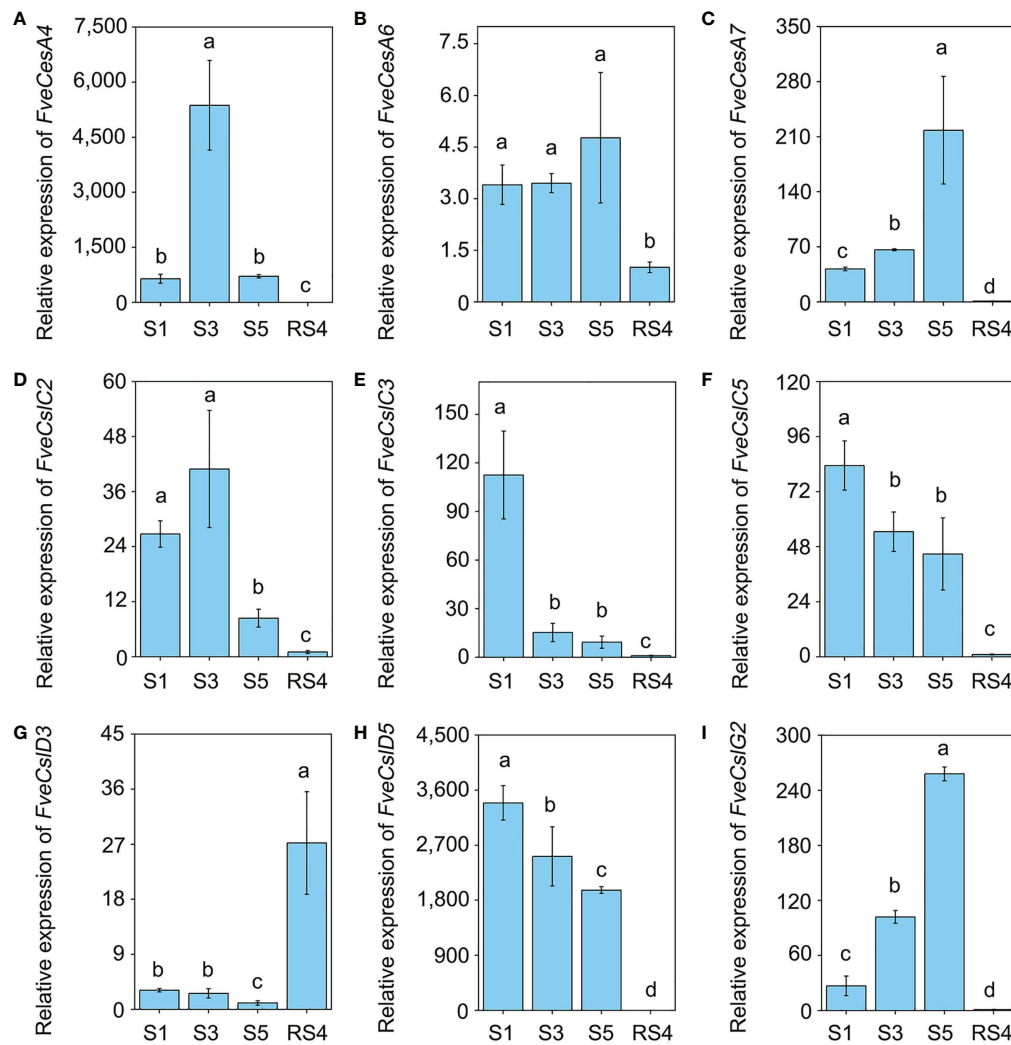 A
Relative expression of FveCesA4
7,500
6,000
4,500
3,000
1,500
0
b
a
b
c
S1 S3 S5 RS4
B
Relative expression of FveCesA6
7.5
6.0
4.5
3.0
1.5
0
a
a
a
b
S1 S3 S5 RS4
C
Relative expression of FveCesA7
350
280
210
140
70
0
c
b
a
d
S1 S3 S5 RS4
D
Relative expression of FveCslC2
60
48
36
24
12
0
a
a
b
c
S1 S3 S5 RS4
E
Relative expression of FveCslC3
150
120
90
60
30
0
a
b
b
c
S1 S3 S5 RS4
F
Relative expression of FveCslC5
120
96
72
48
24
0
a
b
b
c
S1 S3 S5 RS4
G
Relative expression of FveCslD3
45
36
27
18
9
0
b
b
c
a
S1 S3 S5 RS4
H
Relative expression of FveCslD5
4,500
3,600
2,700
1,800
900
0
a
b
c
d
S1 S3 S5 RS4
I
Relative expression of FveCslG2
300
240
180
120
60
0
c
b
a
d
S1 S3 S5 RS4